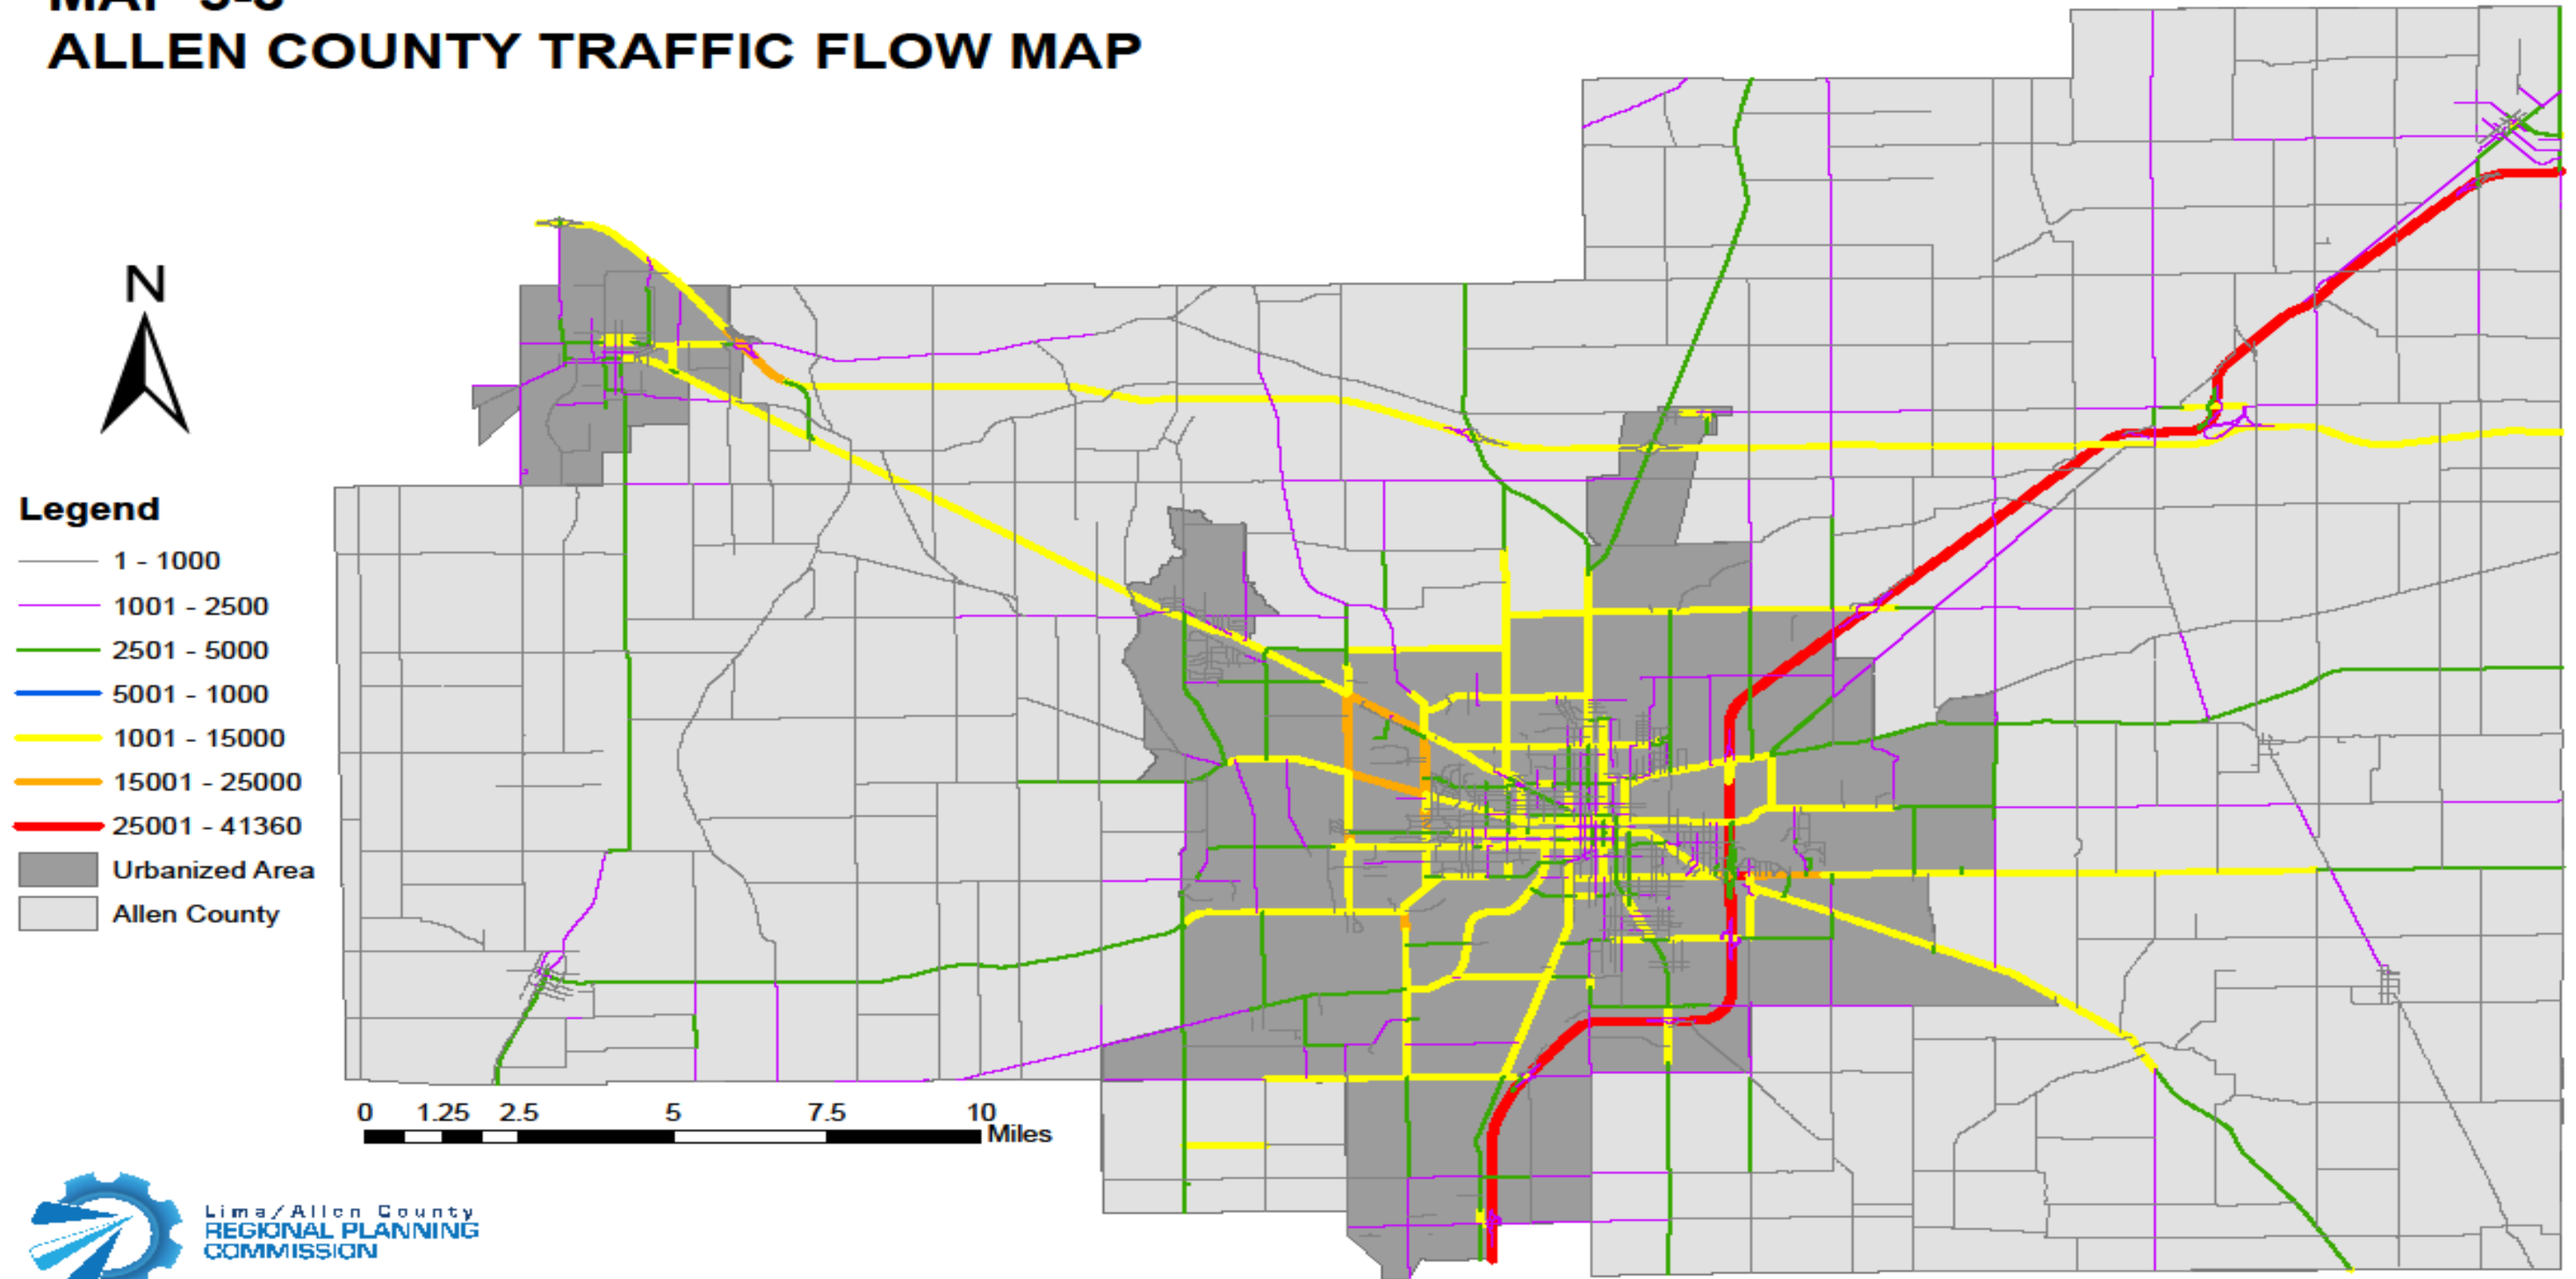 ALLEN COUNTY TRAFFIC FLOW MAP
N
Legend
1 - 1000
1001 - 2500
2501 - 5000
5001 - 1000
1001 - 15000
15001 - 25000
25001 - 41360
Urbanized Area
Allen County
0 1.25 2.5 5 7.5 10
Miles
Lima/Allen County
REGIONAL PLANNING
COMMISSION